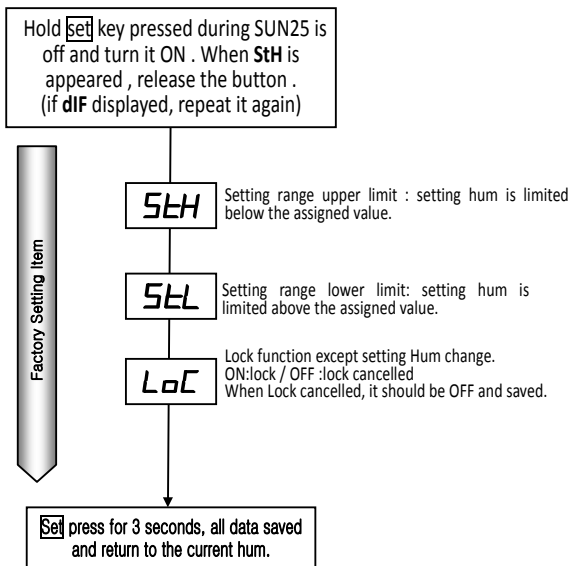 Hold set key pressed during SUN25 is
off and turn it ON . When StH is
appeared , release the button .
(if dIF displayed, repeat it again)
Factory Setting Item
StH
Setting range upper limit : setting hum is limited
below the assigned value.
StL
Setting range lower limit: setting hum is
limited above the assigned value.
LoC
Lock function except setting Hum change.
ON:lock / OFF :lock cancelled
When Lock cancelled, it should be OFF and saved.
Set press for 3 seconds, all data saved
and return to the current hum.